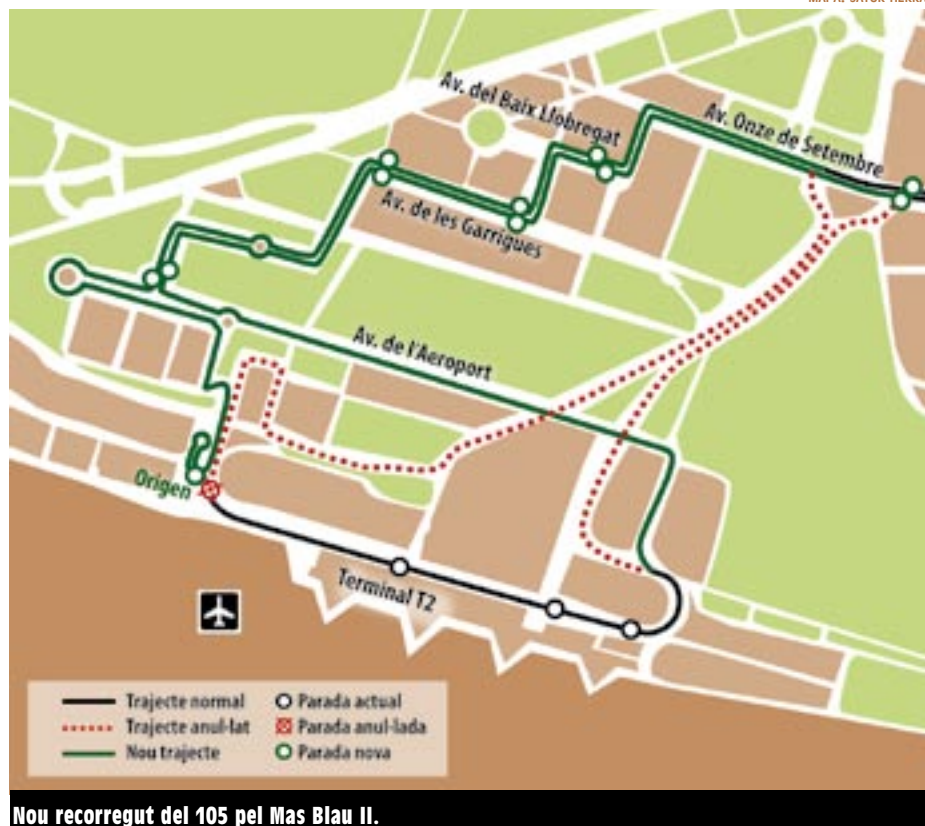 Av. del Baix Llobregat
Av. Onze de Setembre
Av. de les Garrigues
Av. de l'Aeroport
Origen
Terminal T2
Trajecte normal
Parada actual
Trajecte anul·lat
Parada anul·lada
Nou trajecte
Parada nova
Nou recorregut del 105 pel Mas Blau II.